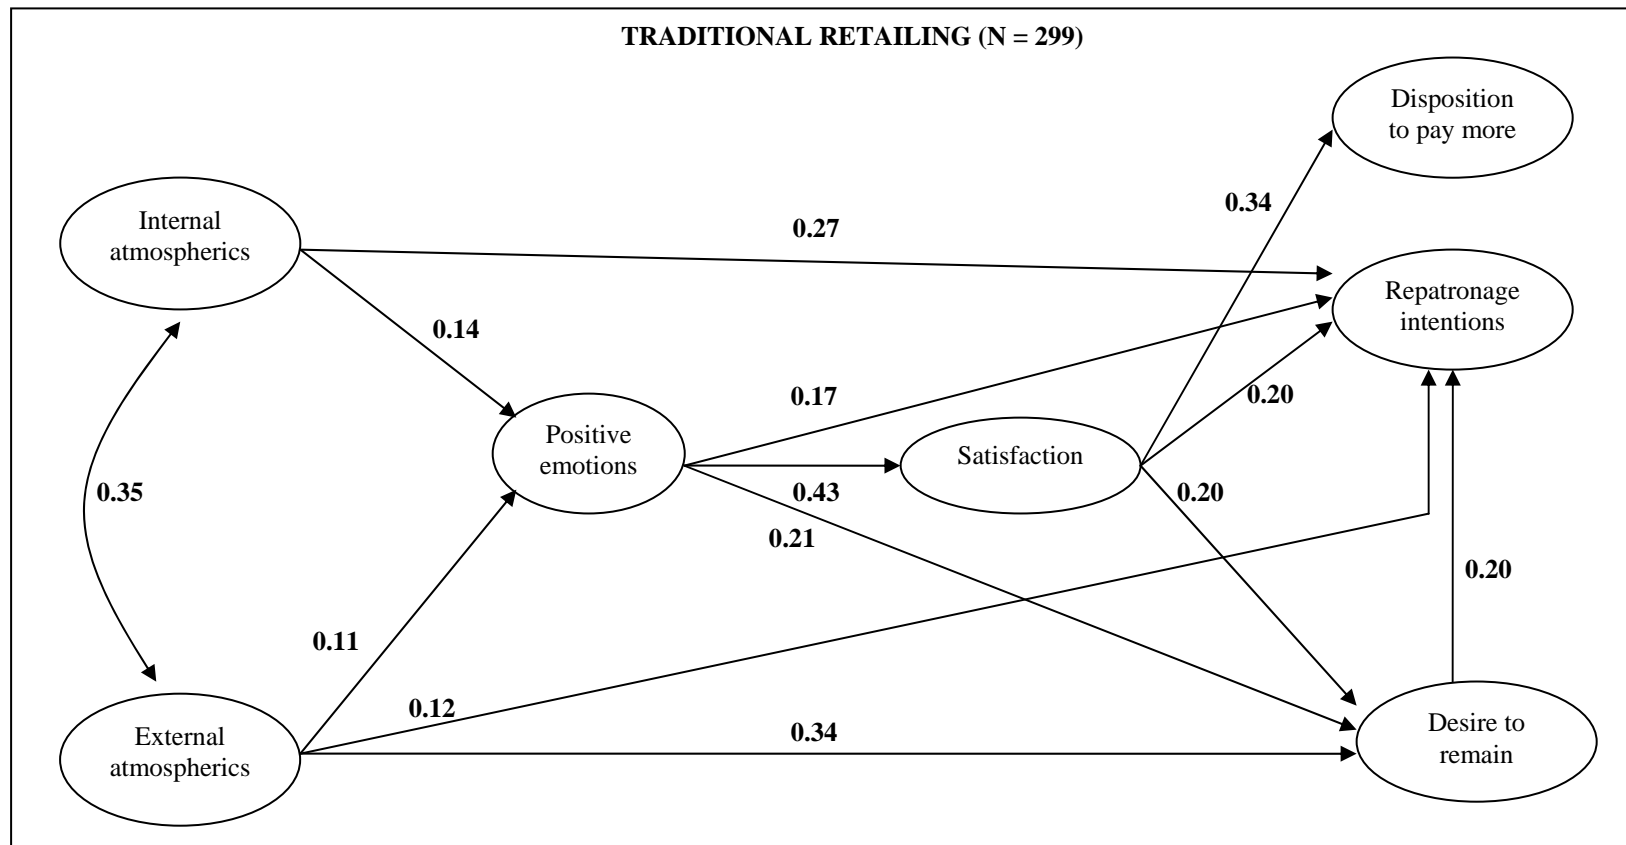 TRADITIONAL RETAILING (N = 299)
Disposition
to pay more
0.34
Internal
atmospherics
0.27
Repatronage
intentions
0.14
0.17
0.20
Positive
emotions
Satisfaction
0.35
0.43
0.20
0.21
0.20
0.11
0.12
0.34
External
atmospherics
Desire to
remain